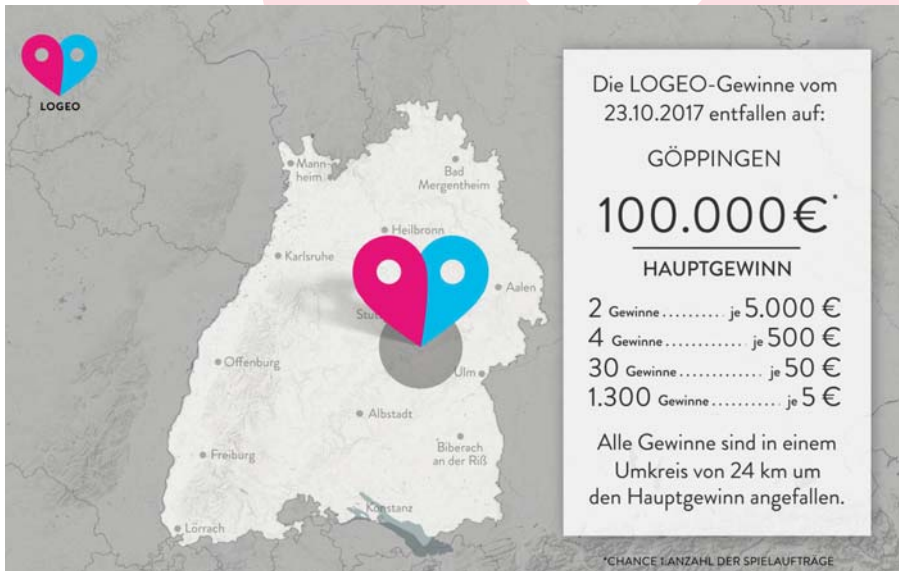 LOGEO
Mann-
heim
Bad
Mergentheim
Heilbronn
Karlsruhe
Aalen
Stu
Offenburg
Ulm
Albstadt
Biberach
an der Riß
Freiburg
Konstanz
Lörrach
Die LOGEO-Gewinne vom
23.10.2017 entfallen auf:
GÖPPINGEN
100.000 €*
HAUPTGEWINN
2 Gewinne ......... je 5.000 €
4 Gewinne ............. je 500 €
30 Gewinne .............. je 50 €
1.300 Gewinne ........... je 5 €
Alle Gewinne sind in einem
Umkreis von 24 km um
den Hauptgewinn angefallen.
*CHANCE 1:ANZAHL DER SPIELAUFTRÄGE